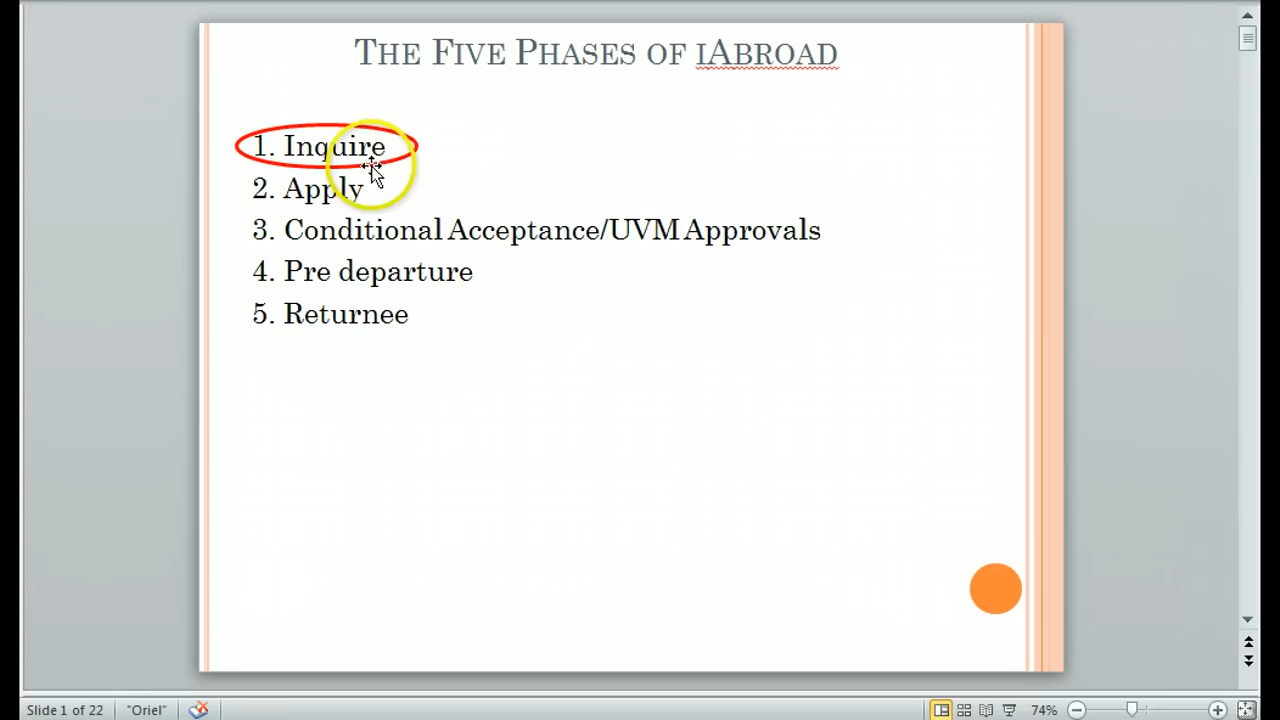 The Five Phases of iAbroad
1. Inquire
2. Apply
3. Conditional Acceptance/UVM Approvals
4. Pre departure
5. Returnee
Slide 1 of 22 "Oriel" 74%